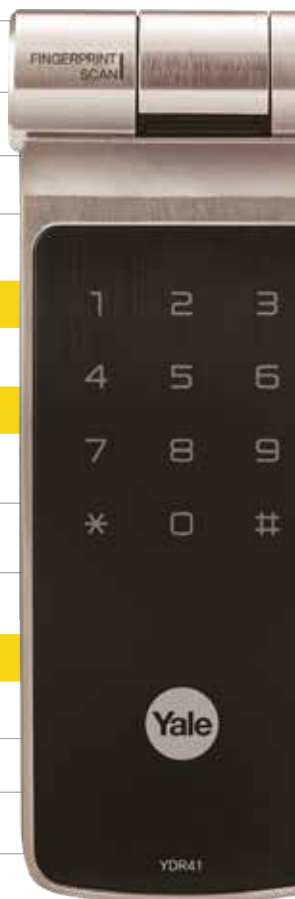 FINGERPRINT
SCAN
1 2 3
4 5 6
7 8 9
* 0 #
Yale
YDR41